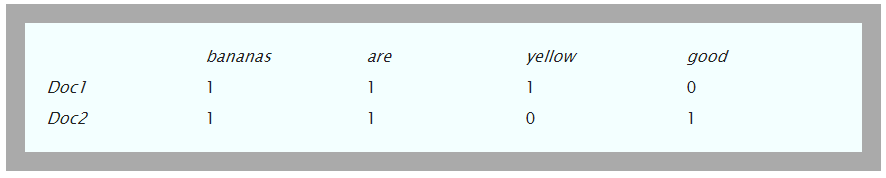 bananas are yellow good
Doc1 1 1 1 0
Doc2 1 1 0 1